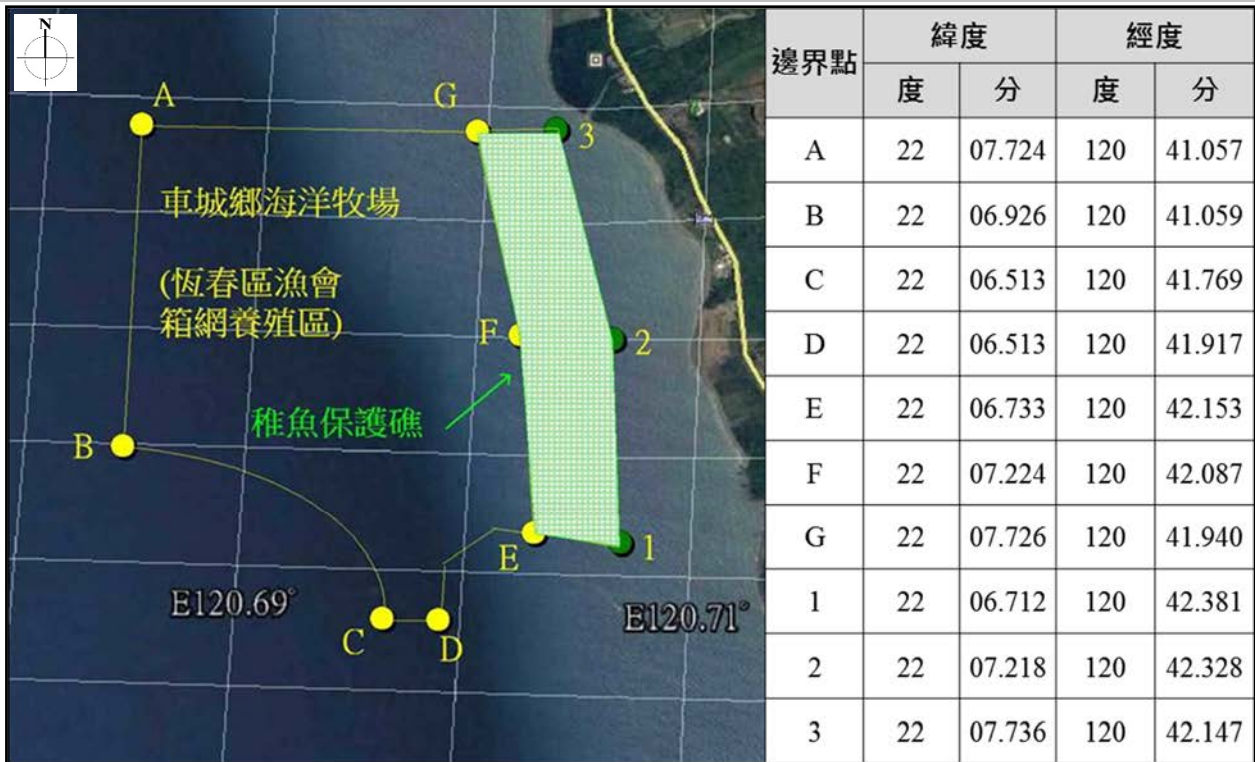 N
A
G
3
車城鄉海洋牧場
(恆春區漁會
箱網養殖區)
F
2
稚魚保護礁
B
E
1
E120.69°
E120.71°
C
D
邊界點 緯度 經度
度 分 度 分
A 22 07.724 120 41.057
B 22 06.926 120 41.059
C 22 06.513 120 41.769
D 22 06.513 120 41.917
E 22 06.733 120 42.153
F 22 07.224 120 42.087
G 22 07.726 120 41.940
1 22 06.712 120 42.381
2 22 07.218 120 42.328
3 22 07.736 120 42.147